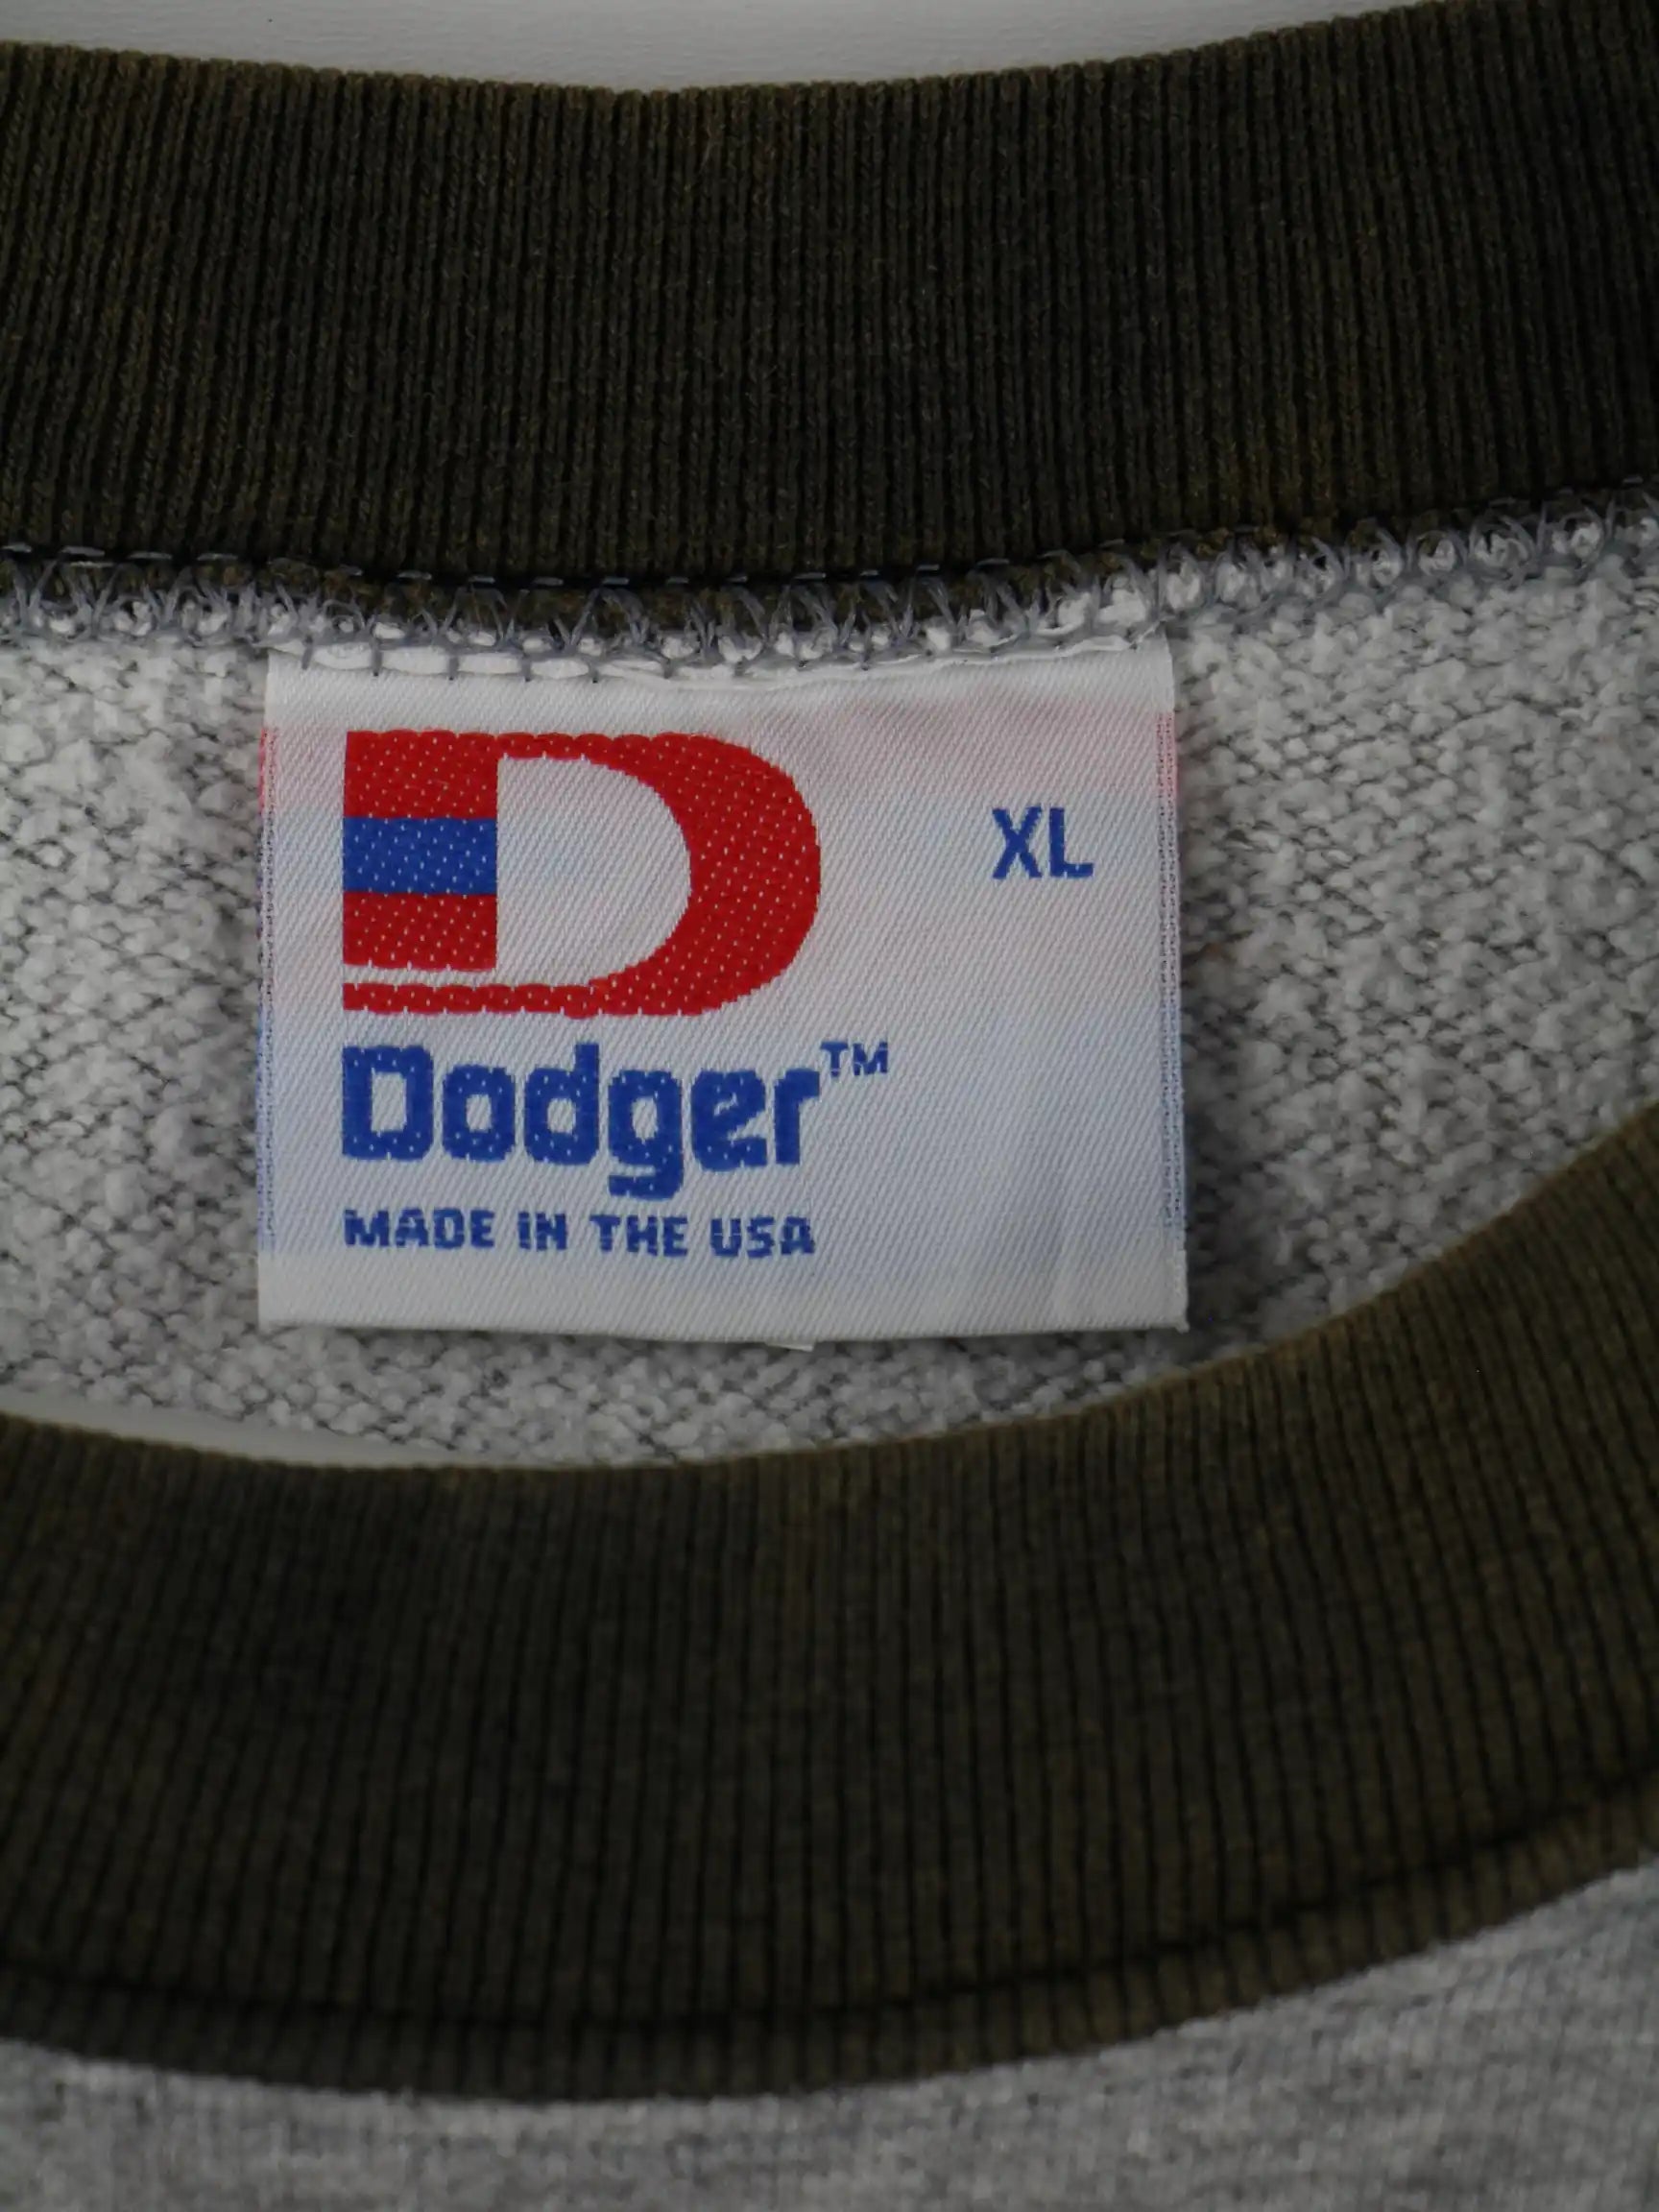 D
XL
Dodger™
MADE IN THE USA